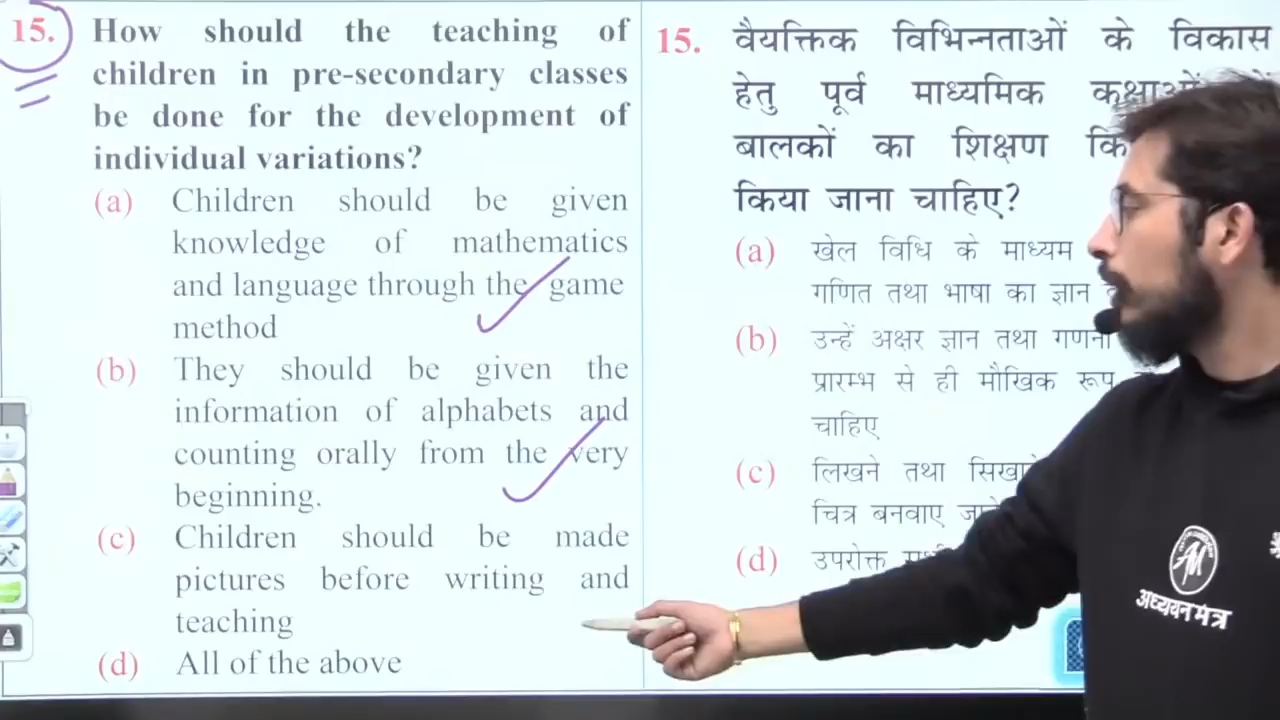 15. How should the teaching of
children in pre-secondary classes
be done for the development of
individual variations?
(a) Children should be given
knowledge of mathematics
and language through the game
method
(b) They should be given the
information of alphabets and
counting orally from the very
beginning.
(c) Children should be made
pictures before writing and
teaching
(d) All of the above
15. वैयक्तिक विभिन्नताओं के विकास
हेतु पूर्व माध्यमिक कक्षाओं
बालकों का शिक्षण
किया जाना चाहिए?
(a) खेल विधि के माध्यम
गणित तथा भाषा का ज्ञान
(b) उन्हें अक्षर ज्ञान तथा गणना
प्रारम्भ से ही मौखिक रूप
चाहिए
(c) लिखने तथा
चित्र बनवाए
(d) उपरोक्त
अध्ययन मंत्र